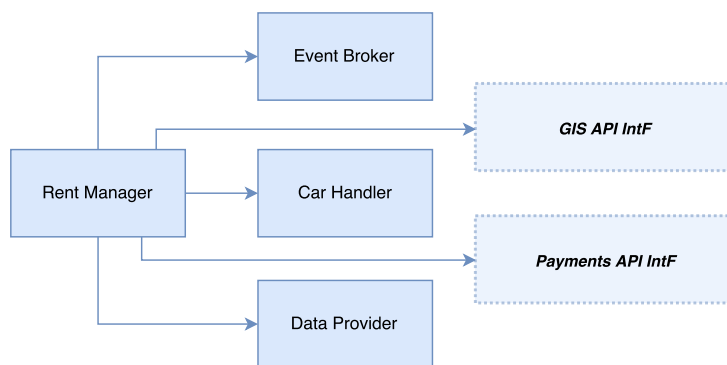 Event Broker
GIS API IntF
Rent Manager
Car Handler
Payments API IntF
Data Provider